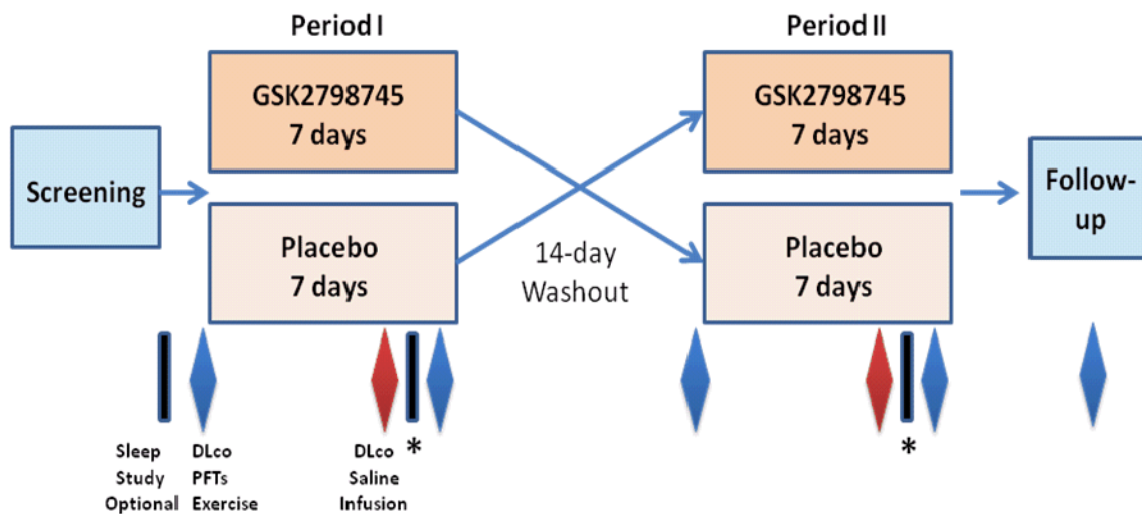 Period I
Period II
GSK2798745
7 days
GSK2798745
7 days
Screening
Follow-
up
Placebo
7 days
14-day
Washout
Placebo
7 days
Sleep
Study
Optional
DLco
PFTs
Exercise
DLco
Saline
Infusion
*
*